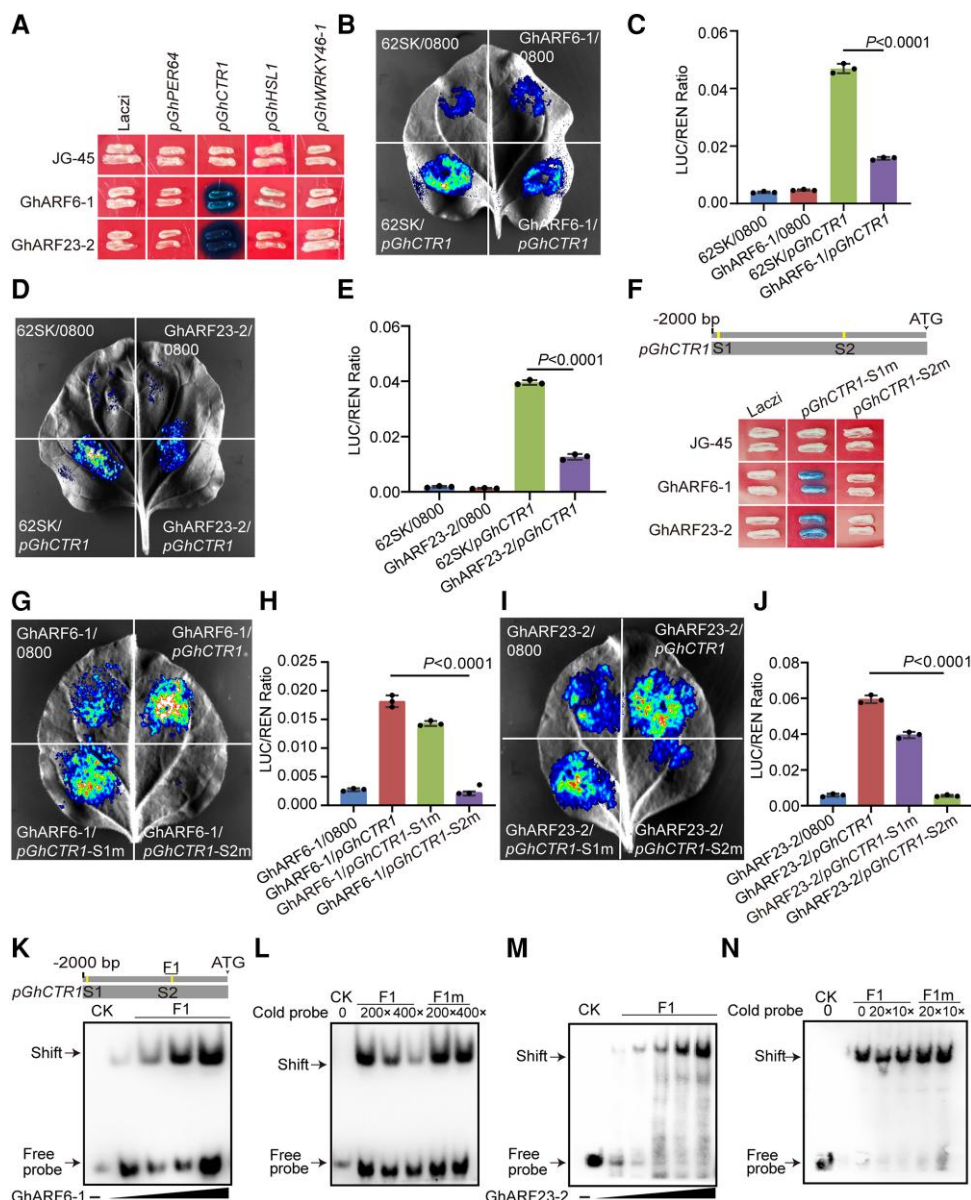 A
Laczi
pGhPER64
pGhCTR1
pGhHSL1
pGhWRKY46-1
JG-45
GhARF6-1
GhARF23-2
B
62SK/0800
GhARF6-1/
0800
62SK/
pGhCTR1
GhARF6-1/
pGhCTR1
C
LUC/REN Ratio
0.06
0.04
0.02
0.00
P<0.0001
62SK/0800
GhARF6-1/0800
62SK/pGhCTR1
GhARF6-1/pGhCTR1
D
62SK/0800
GhARF23-2/
0800
62SK/
pGhCTR1
GhARF23-2/
pGhCTR1
E
LUC/REN Ratio
0.06
0.04
0.02
0.00
P<0.0001
62SK/0800
GhARF23-2/0800
62SK/pGhCTR1
GhARF23-2/pGhCTR1
F
-2000 bp
ATG
pGhCTR1
S1
S2
Laczi
pGhCTR1-S1m
pGhCTR1-S2m
JG-45
GhARF6-1
GhARF23-2
G
GhARF6-1/
0800
GhARF6-1/
pGhCTR1
GhARF6-1/
pGhCTR1-S1m
GhARF6-1/
pGhCTR1-S2m
H
LUC/REN Ratio
0.025
0.020
0.015
0.010
0.005
0.000
P<0.0001
GhARF6-1/0800
GhARF6-1/pGhCTR1
GhARF6-1/pGhCTR1-S1m
GhARF6-1/pGhCTR1-S2m
I
GhARF23-2/
0800
GhARF23-2/
pGhCTR1
GhARF23-2/
pGhCTR1-S1m
GhARF23-2/
pGhCTR1-S2m
J
LUC/REN Ratio
0.08
0.06
0.04
0.02
0.00
P<0.0001
GhARF23-2/0800
GhARF23-2/pGhCTR1
GhARF23-2/pGhCTR1-S1m
GhARF23-2/pGhCTR1-S2m
K
-2000 bp
F1
ATG
pGhCTR1
S1
S2
CK
F1
Shift
Free
probe
GhARF6-1
–
L
CK
F1
F1m
Cold probe
0
200×400×
200×400×
Shift
Free
probe
M
CK
F1
Shift
Free
probe
GhARF23-2
–
N
CK
F1
F1m
Cold probe
0
0 20×10×
20×10×
Shift
Free
probe